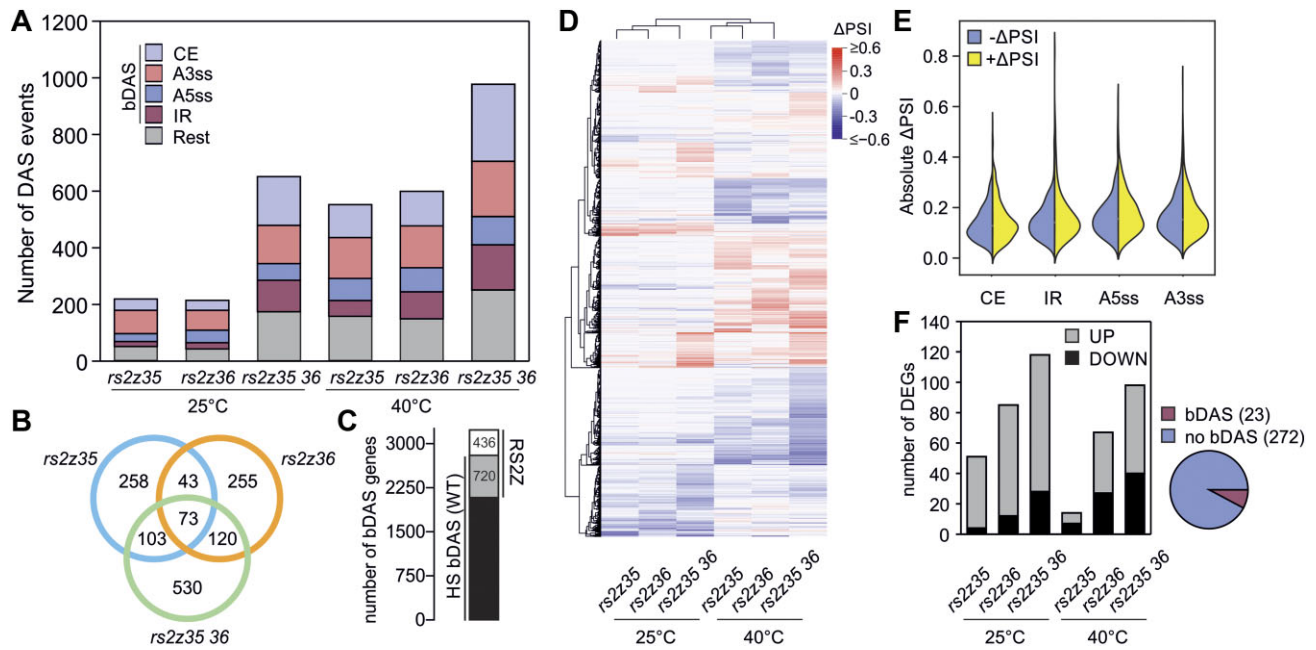 A
Number of DAS events
1200
1000
800
600
400
200
0
bDAS
CE
A3ss
A5ss
IR
Rest
rs2z35
rs2z36
rs2z35 36
rs2z35
rs2z36
rs2z35 36
25°C
40°C
B
rs2z35
rs2z36
258
43
255
73
103
120
530
rs2z35 36
C
number of bDAS genes
3000
2250
1500
750
0
HS bDAS (WT)
436
720
RS2Z
D
ΔPSI
≥0.6
0.3
0
-0.3
≤−0.6
rs2z35
rs2z36
rs2z35 36
rs2z35
rs2z36
rs2z35 36
25°C
40°C
E
-ΔPSI
+ΔPSI
Absolute ΔPSI
0.8
0.6
0.4
0.2
0.0
CE
IR
A5ss
A3ss
F
number of DEGs
140
120
100
80
60
40
20
0
UP
DOWN
bDAS (23)
no bDAS (272)
rs2z35
rs2z36
rs2z35 36
rs2z35
rs2z36
rs2z35 36
25°C
40°C